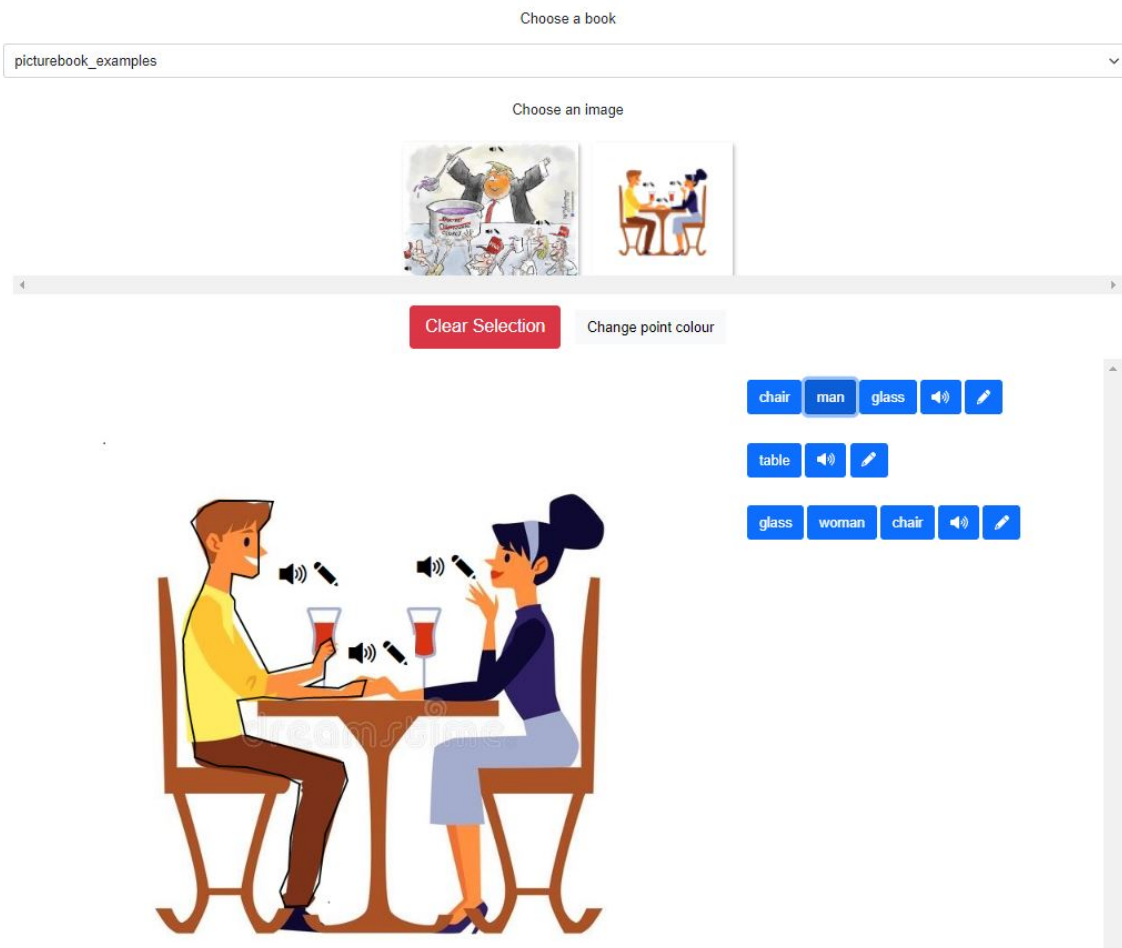 Choose a book
picturebook_examples
Choose an image
Clear Selection
Change point colour
chair man glass
table
glass woman chair
dreamstime